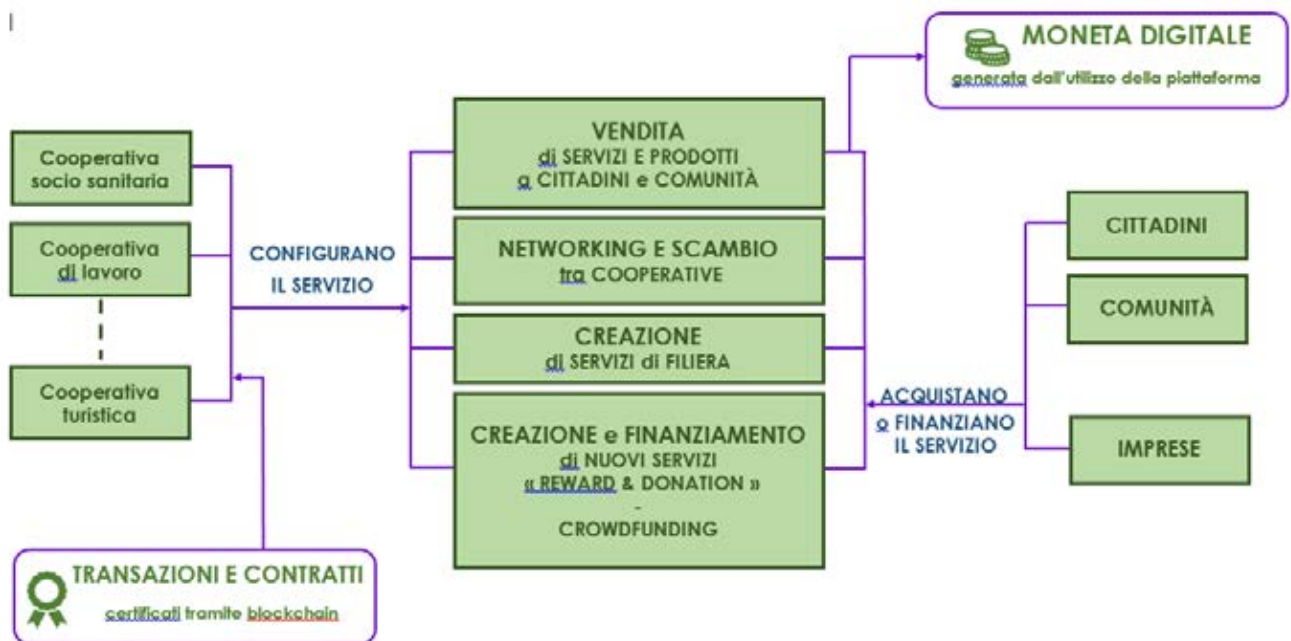 MONETA DIGITALE
generata dall'utilizzo della piattaforma
Cooperativa
socio sanitaria
Cooperativa
di lavoro
Cooperativa
turistica
CONFIGURANO
IL SERVIZIO
VENDITA
di SERVIZI E PRODOTTI
a CITTADINI e COMUNITÀ
NETWORKING E SCAMBIO
tra COOPERATIVE
CREAZIONE
di SERVIZI di FILIERA
CREAZIONE e FINANZIAMENTO
di NUOVI SERVIZI
« REWARD & DONATION »
-
CROWDFUNDING
ACQUISTANO
o FINANZIANO
IL SERVIZIO
CITTADINI
COMUNITÀ
IMPRESE
TRANSAZIONI E CONTRATTI
certificati tramite blockchain